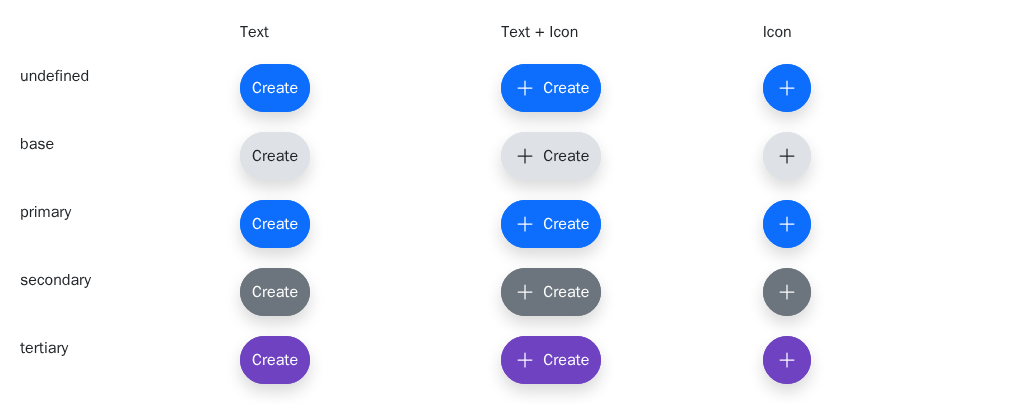 Text Text + Icon Icon
undefined Create Create
base Create Create
primary Create Create
secondary Create Create
tertiary Create Create